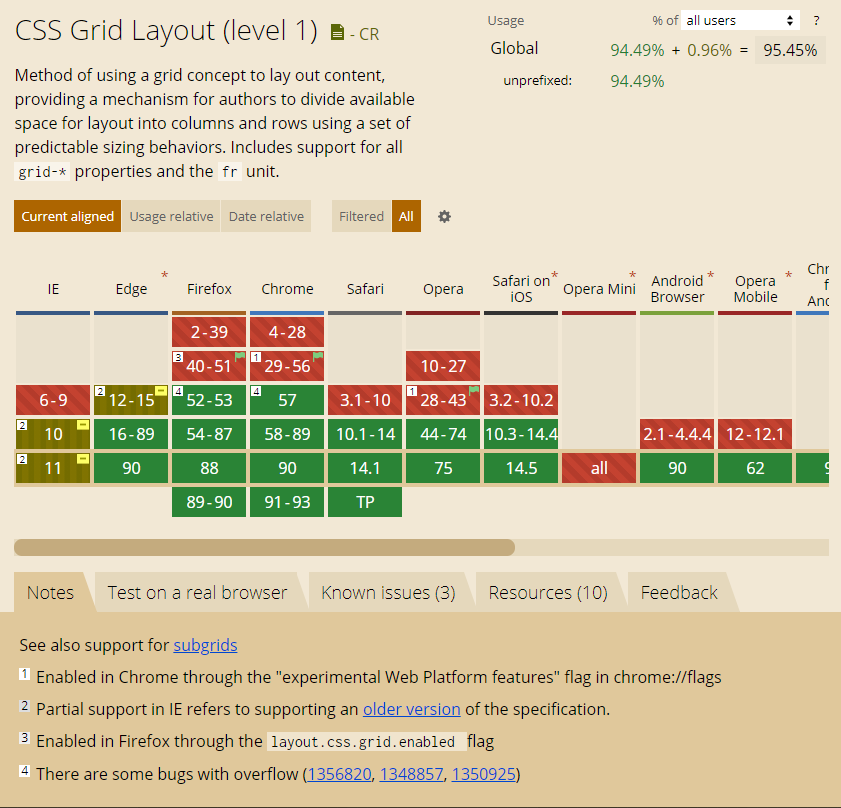 CSS Grid Layout (level 1) - CR
Usage % of all users ?
Global 94.49% + 0.96% = 95.45%
unprefixed: 94.49%
Method of using a grid concept to lay out content,
providing a mechanism for authors to divide available
space for layout into columns and rows using a set of
predictable sizing behaviors. Includes support for all
grid-* properties and the fr unit.
Current aligned Usage relative Date relative Filtered All
IE Edge * Firefox Chrome Safari Opera Safari on iOS * Opera Mini * Android Browser * Opera Mobile *
2-39 4-28
3 40-51 1 29-56 10-27
6-9 2 12-15 4 52-53 4 57 3.1-10 1 28-43 3.2-10.2
2 10 16-89 54-87 58-89 10.1-14 44-74 10.3-14.4 2.1-4.4.4 12-12.1
2 11 90 88 90 14.1 75 14.5 all 90 62
89-90 91-93 TP
Notes Test on a real browser Known issues (3) Resources (10) Feedback
See also support for subgrids
1 Enabled in Chrome through the "experimental Web Platform features" flag in chrome://flags
2 Partial support in IE refers to supporting an older version of the specification.
3 Enabled in Firefox through the layout.css.grid.enabled flag
4 There are some bugs with overflow (1356820, 1348857, 1350925)